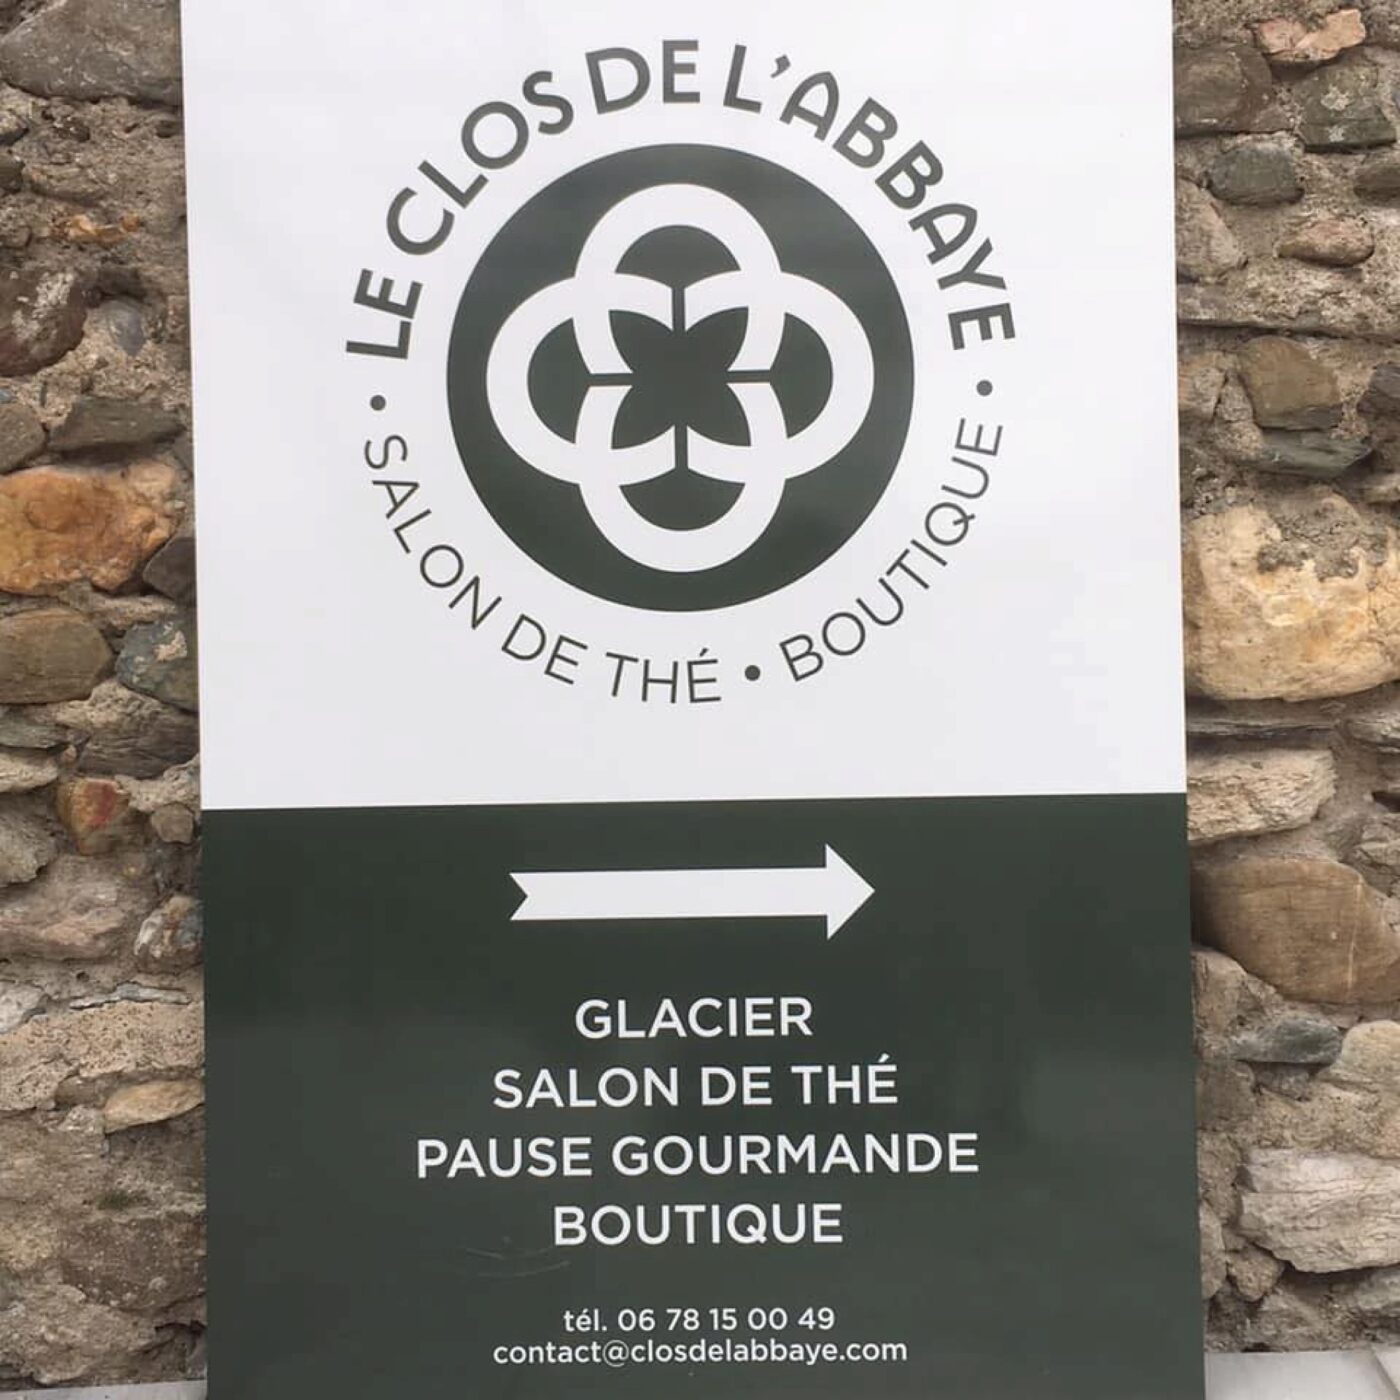 LE CLOS DE L'ABBAYE
• SALON DE THÉ • BOUTIQUE •
GLACIER
SALON DE THÉ
PAUSE GOURMANDE
BOUTIQUE
tél. 06 78 15 00 49
contact@closdelabbaye.com